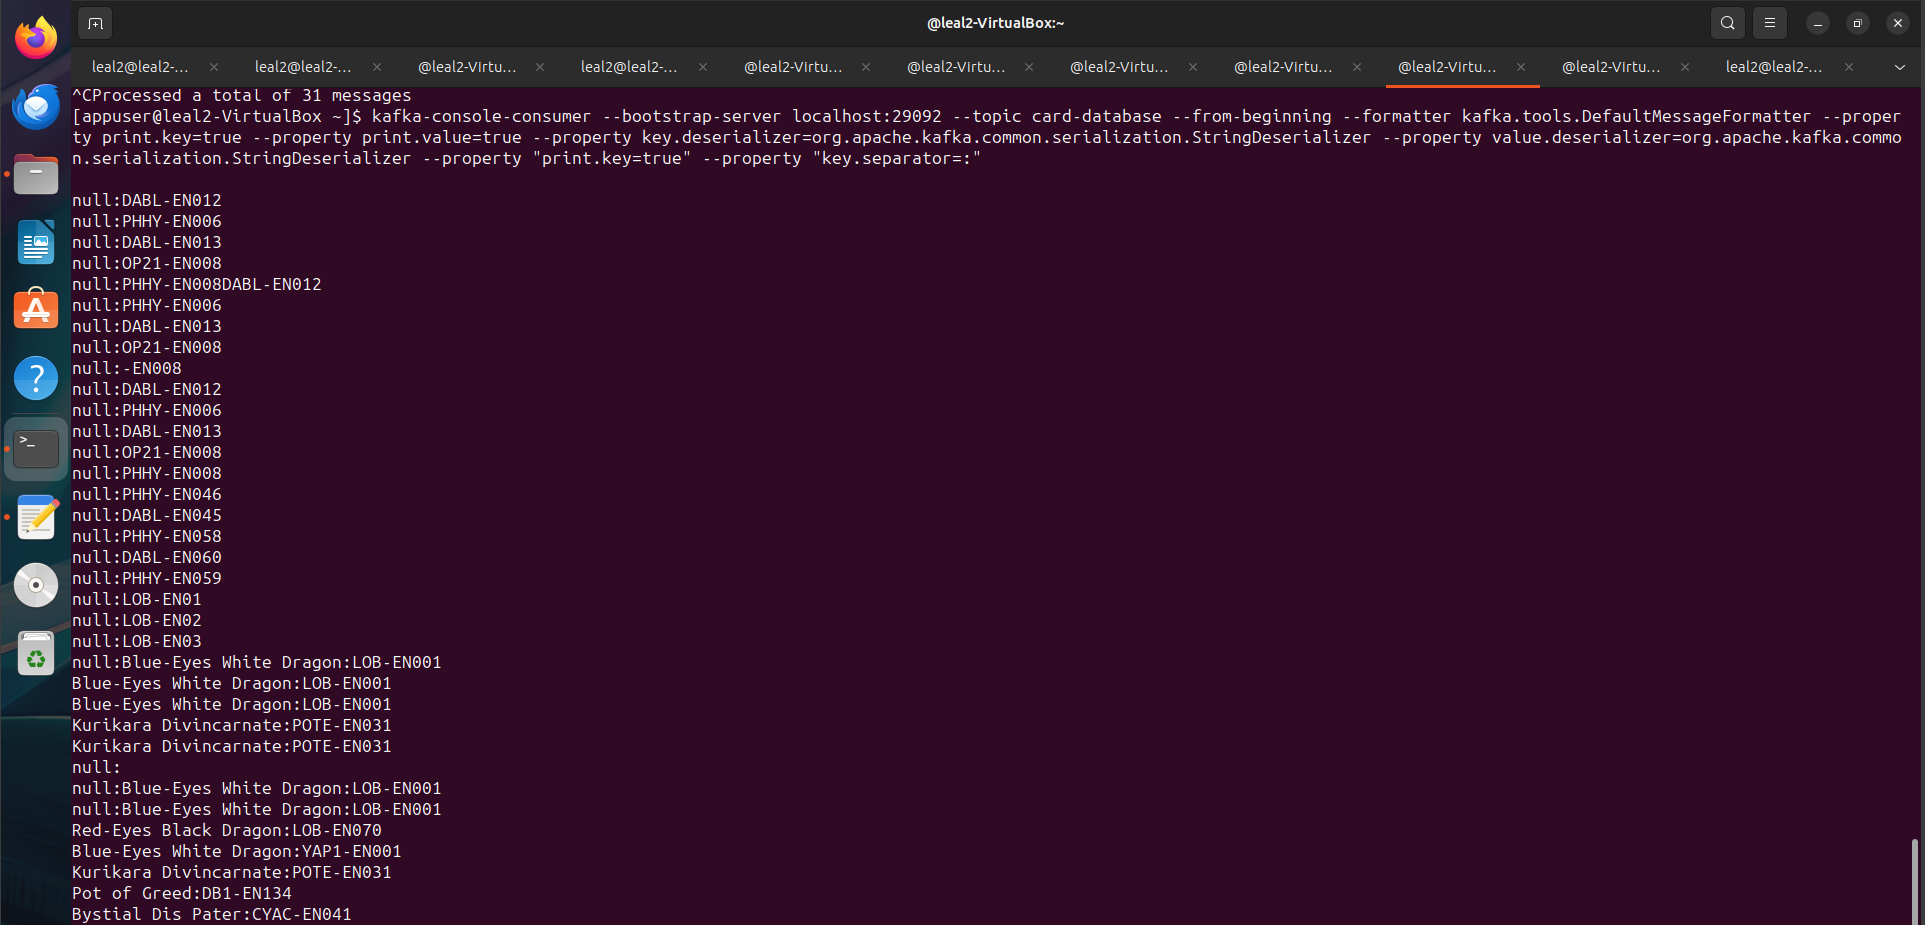 @leal2-VirtualBox:~
leal2@leal2-...
leal2@leal2-...
@leal2-Virtu...
leal2@leal2-...
@leal2-Virtu...
@leal2-Virtu...
@leal2-Virtu...
@leal2-Virtu...
@leal2-Virtu...
@leal2-Virtu...
leal2@leal2-...
^CProcessed a total of 31 messages
[appuser@leal2-VirtualBox ~]$ kafka-console-consumer --bootstrap-server localhost:29092 --topic card-database --from-beginning --formatter kafka.tools.DefaultMessageFormatter --proper
ty print.key=true --property print.value=true --property key.deserializer=org.apache.kafka.common.serialization.StringDeserializer --property value.deserializer=org.apache.kafka.commo
n.serialization.StringDeserializer --property "print.key=true" --property "key.separator=:"
null:DABL-EN012
null:PHHY-EN006
null:DABL-EN013
null:OP21-EN008
null:PHHY-EN008DABL-EN012
null:PHHY-EN006
null:DABL-EN013
null:OP21-EN008
null:-EN008
null:DABL-EN012
null:PHHY-EN006
null:DABL-EN013
null:OP21-EN008
null:PHHY-EN008
null:PHHY-EN046
null:DABL-EN045
null:PHHY-EN058
null:DABL-EN060
null:PHHY-EN059
null:LOB-EN01
null:LOB-EN02
null:LOB-EN03
null:Blue-Eyes White Dragon:LOB-EN001
Blue-Eyes White Dragon:LOB-EN001
Blue-Eyes White Dragon:LOB-EN001
Kurikara Divincarnate:POTE-EN031
Kurikara Divincarnate:POTE-EN031
null:
null:Blue-Eyes White Dragon:LOB-EN001
null:Blue-Eyes White Dragon:LOB-EN001
Red-Eyes Black Dragon:LOB-EN070
Blue-Eyes White Dragon:YAP1-EN001
Kurikara Divincarnate:POTE-EN031
Pot of Greed:DB1-EN134
Bystial Dis Pater:CYAC-EN041